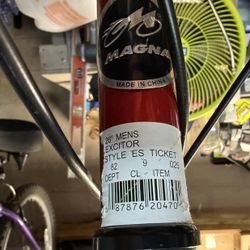 MAGNA
MADE IN CHINA
26" MENS
EXCITOR
STYLE ES TICKET
82 9 025
DEPT CL ITEM
87876 20470